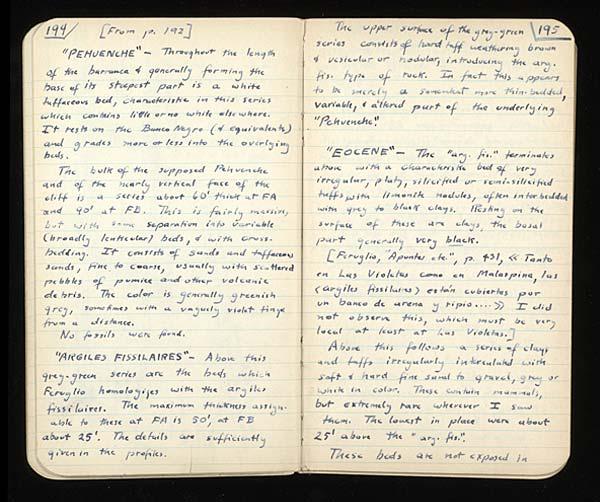 194
[From p. 192]
"PEHUENCHE" — Throughout the length
of the barranca & generally forming the
base of its steepest part is a white
tuffaceous bed, characteristic in this series
which contains little or no white elsewhere.
It rests on the Banco Negro (& equivalents)
and grades more or less into the overlying
beds.
The bulk of the supposed Pehuenche
and of the nearly vertical face of the
cliff is a series about 60' thick at FA
and 90' at FB. This is fairly massive,
but with some separation into variable
(broadly lenticular) beds, & with cross-
bedding. It consists of sands and tuffaceous
sands, fine to coarse, usually with scattered
pebbles of pumice and other volcanic
debris. The color is generally greenish
grey, sometimes with a vaguely violet tinge
from a distance.
No fossils were found.
"ARGILES FISSILAIRES" — Above this
grey-green series are the beds which
Feruglio homologizes with the argiles
fissilaires. The maximum thickness assign-
able to these at FA is 50', at FB
about 25'. The details are sufficiently
given in the profiles.
195
The upper surface of the grey-green
series consists of hard tuff weathering brown
& vesicular or nodular, introducing the arg.
fis. type of rock. In fact this appears
to be merely a somewhat more thin-bedded,
variable, & altered part of the underlying
"Pehuenche."
"EOCENE" — The "arg. fis." terminates
above with a characteristic bed of very
irregular, platy, silicified or semi-silicified
tuffs with limonite nodules, often interbedded
with grey to black clays. Resting on the
surface of these are clays, the basal
part generally very black.
[Feruglio, "Apuntes etc.", p. 431, << Tanto
en Las Violetas como en Malaspina, las
(argiles fissilaires) están cubiertas por
un banco de arena y ripio....>> I did
not observe this, which must be very
local at least at Las Violetas.]
Above this follows a series of clays
and tuffs irregularly intercalated with
soft & hard fine sand to gravel, grey or
white in color. These contain mammals,
but extremely rare wherever I saw
them. The lowest in place were about
25' above the "arg. fis.".
These beds are not exposed in